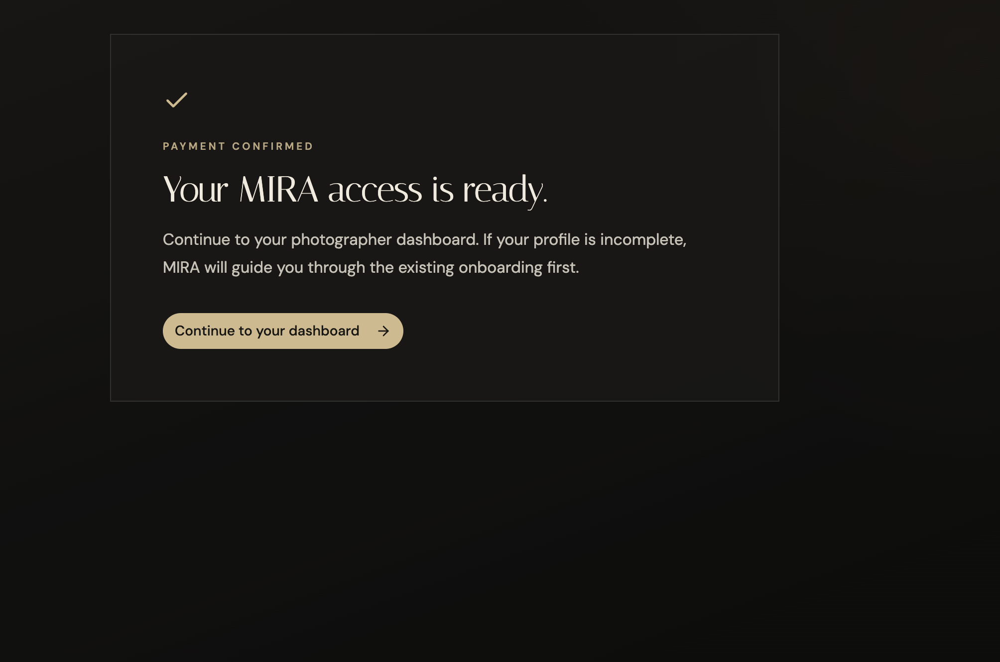 PAYMENT CONFIRMED
Your MIRA access is ready.
Continue to your photographer dashboard. If your profile is incomplete,
MIRA will guide you through the existing onboarding first.
Continue to your dashboard →